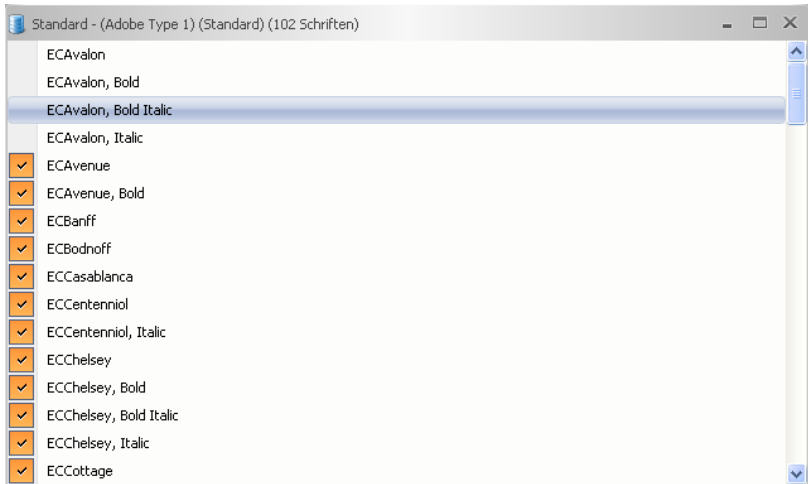 Standard - (Adobe Type 1) (Standard) (102 Schriften)
ECAvalon
ECAvalon, Bold
ECAvalon, Bold Italic
ECAvalon, Italic
ECAvenue
ECAvenue, Bold
ECBanff
ECBodnoff
ECCasablanca
ECCentenniol
ECCentenniol, Italic
ECChelsey
ECChelsey, Bold
ECChelsey, Bold Italic
ECChelsey, Italic
ECCottage